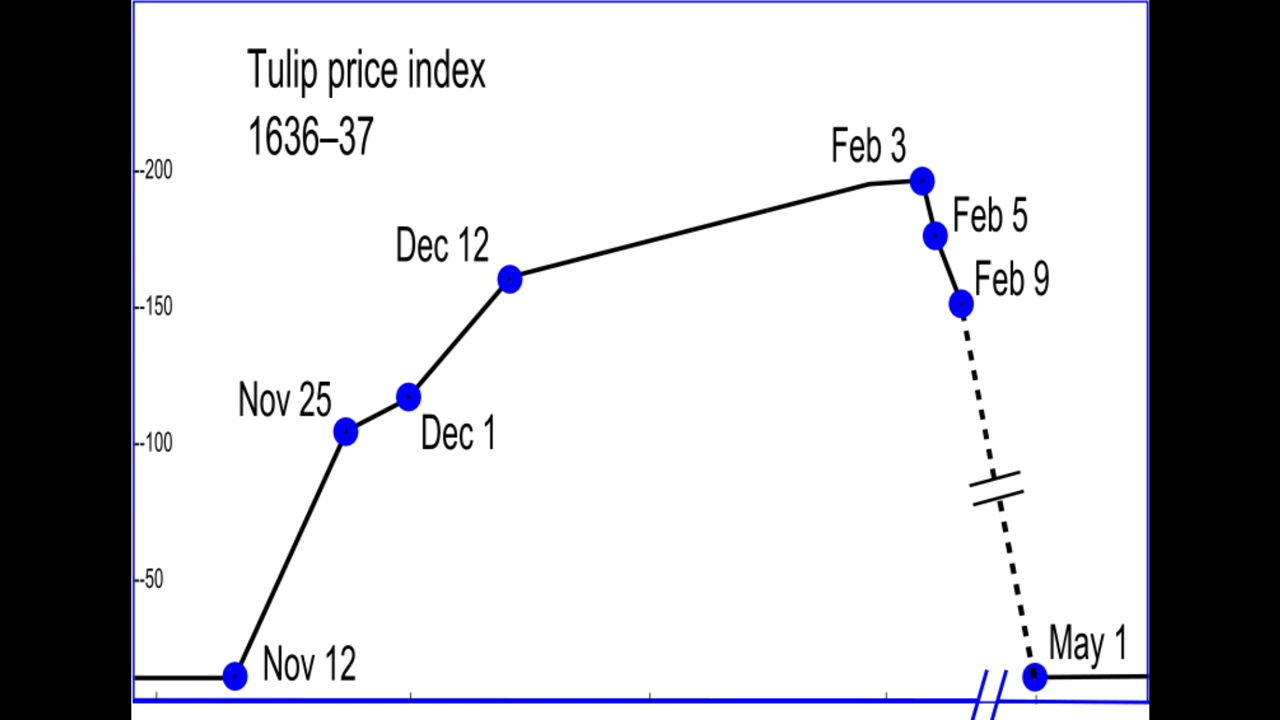 Tulip price index
1636–37
Feb 3
--200
Feb 5
Dec 12
Feb 9
--150
Nov 25
Dec 1
--100
--50
May 1
Nov 12